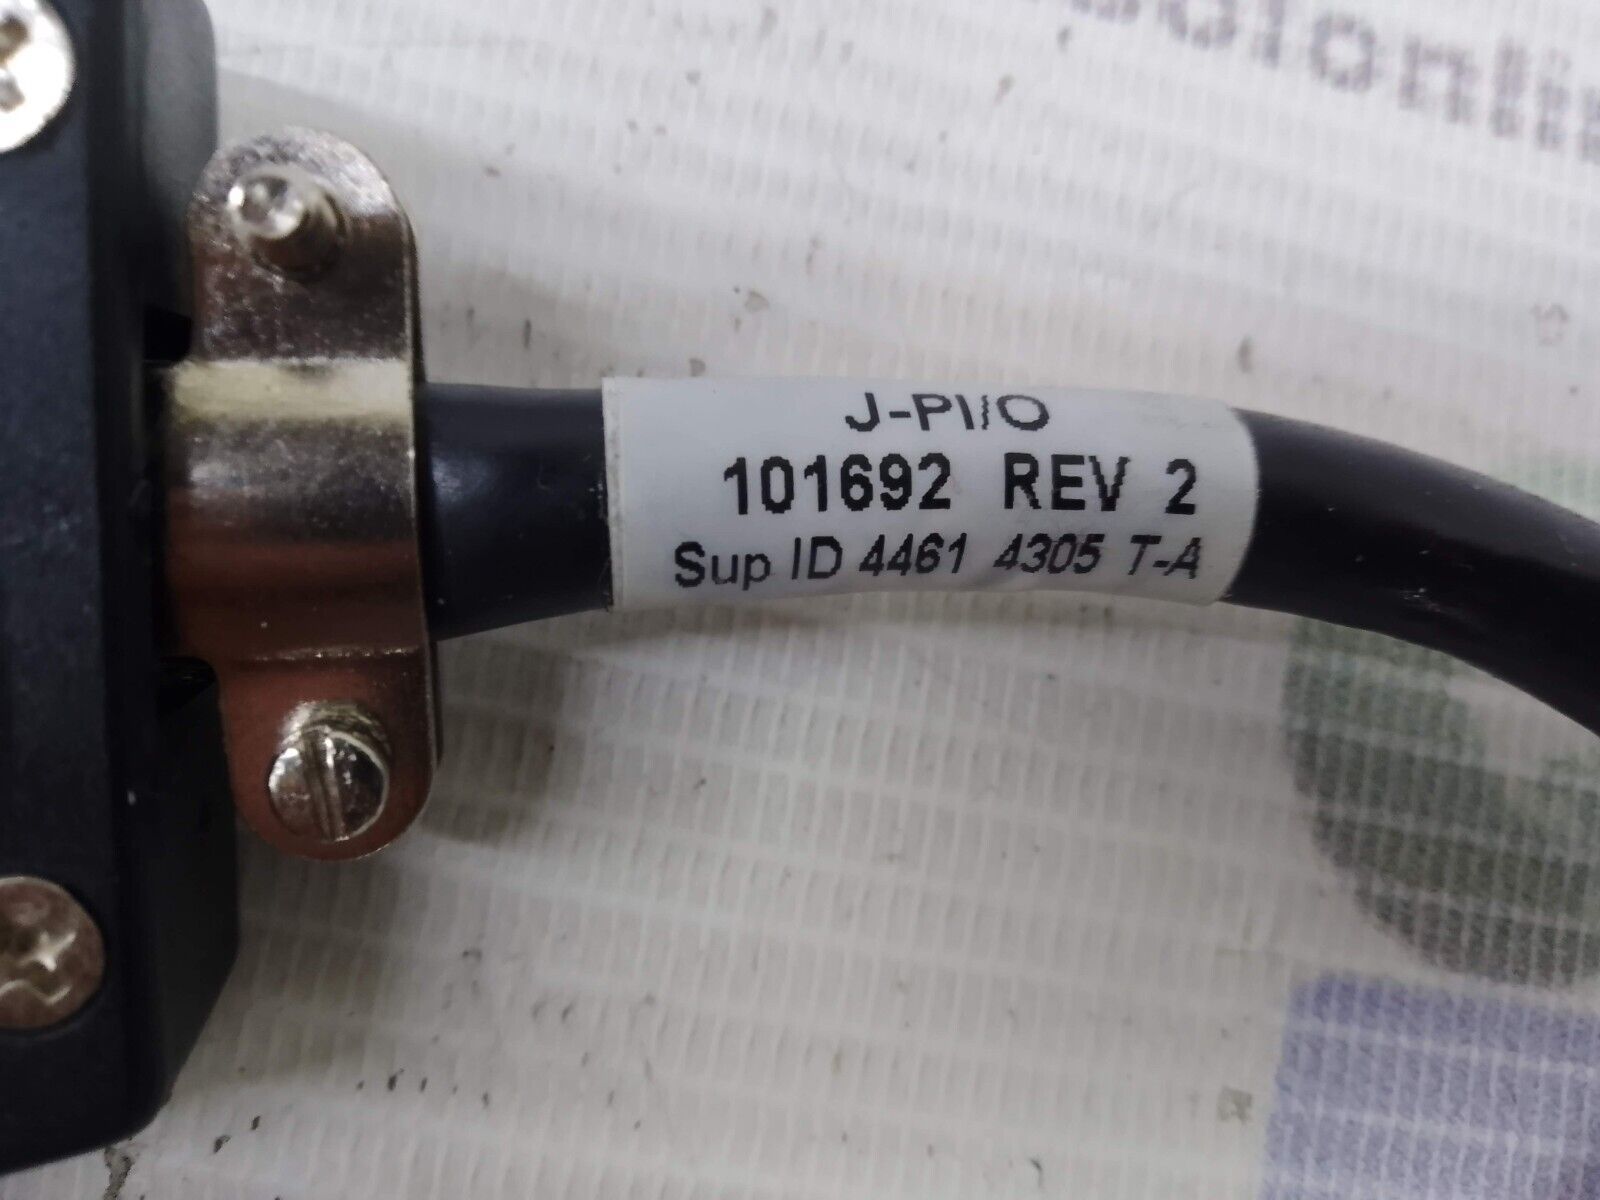 J-PI/O
101692 REV 2
Sup ID 4461 4305 T-A